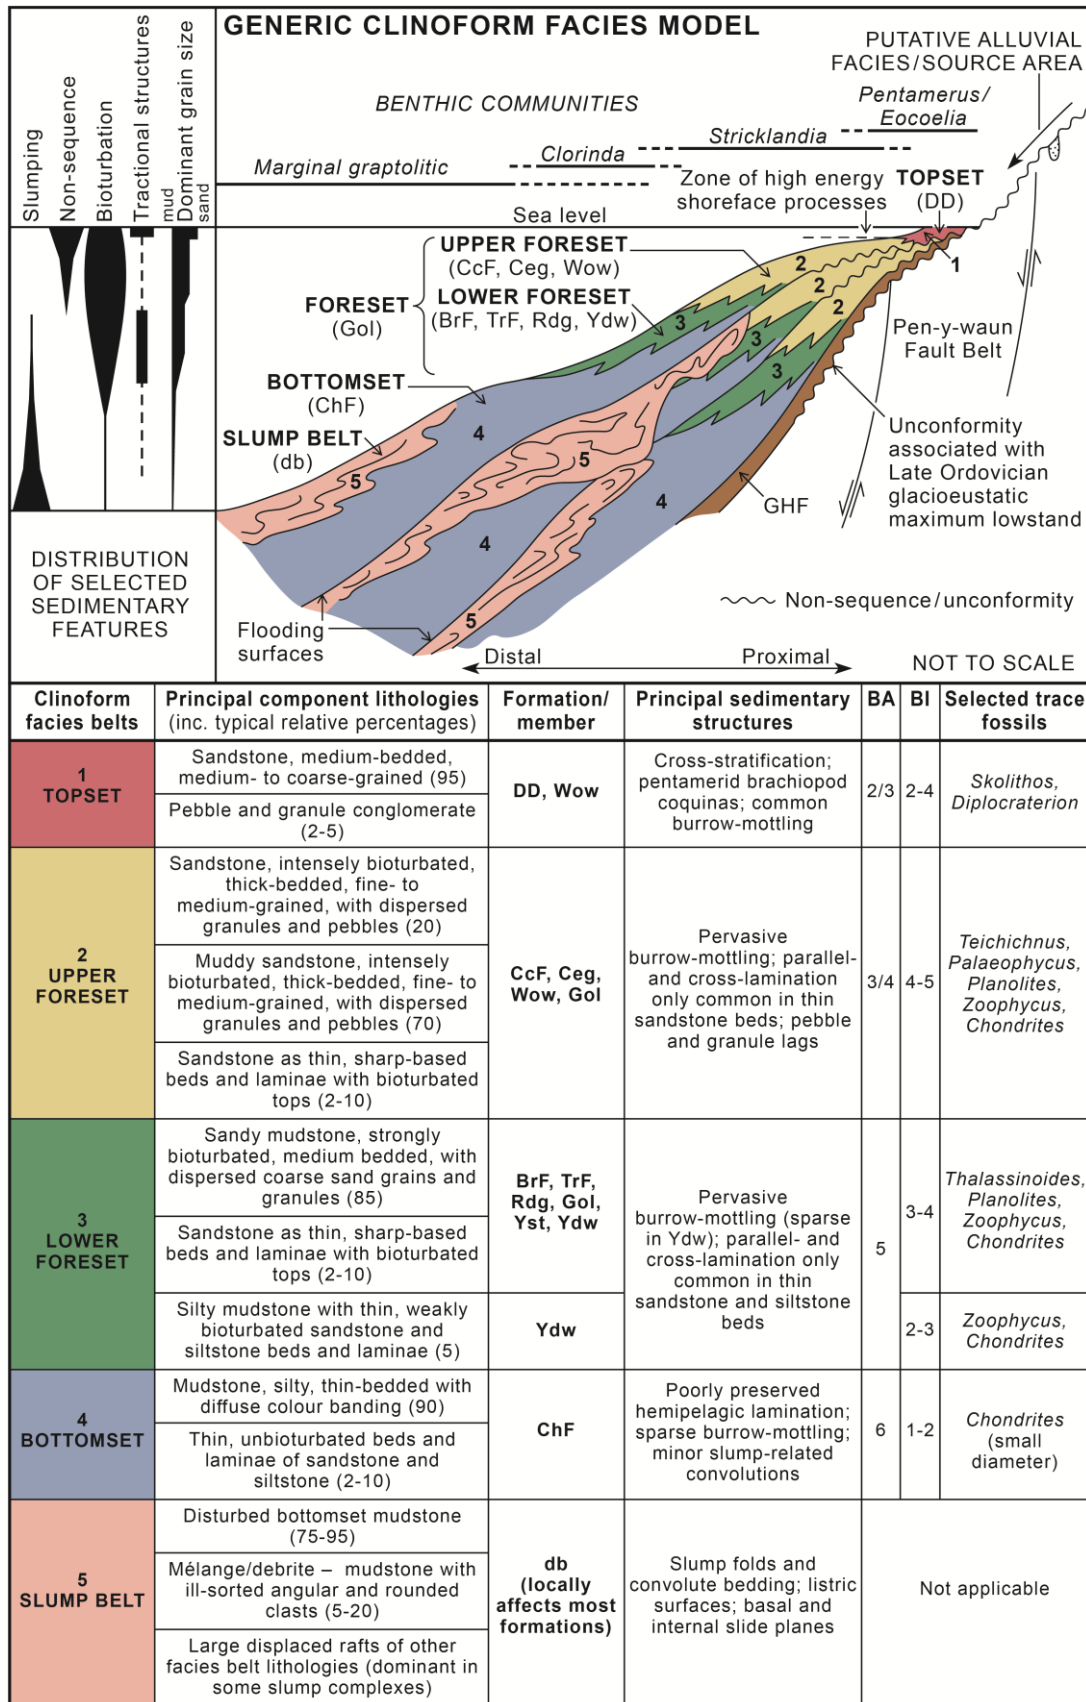 GENERIC CLINOFORM FACIES MODEL
PUTATIVE ALLUVIAL
FACIES/SOURCE AREA
Slumping
Non-sequence
Bioturbation
Tractional structures
mud
Dominant grain size
sand
BENTHIC COMMUNITIES
Pentamerus/
Eocoelia
Stricklandia
Clorinda
Marginal graptolitic
Zone of high energy
shoreface processes
TOPSET
(DD)
Sea level
UPPER FORESET
(CcF, Ceg, Wow)
FORESET
(Gol)
LOWER FORESET
(BrF, TrF, Rdg, Ydw)
BOTTOMSET
(ChF)
SLUMP BELT
(db)
1
2
2
2
3
3
3
4
4
4
5
5
5
Pen-y-waun
Fault Belt
Unconformity
associated with
Late Ordovician
glacioeustatic
maximum lowstand
GHF
Non-sequence/unconformity
Flooding
surfaces
Distal
Proximal
NOT TO SCALE
DISTRIBUTION
OF SELECTED
SEDIMENTARY
FEATURES
Clinoform
facies belts
Principal component lithologies
(inc. typical relative percentages)
Formation/
member
Principal sedimentary
structures
BA
BI
Selected trace
fossils
1
TOPSET
Sandstone, medium-bedded,
medium- to coarse-grained (95)
Pebble and granule conglomerate
(2-5)
DD, Wow
Cross-stratification;
pentamerid brachiopod
coquinas; common
burrow-mottling
2/3
2-4
Skolithos,
Diplocraterion
2
UPPER
FORESET
Sandstone, intensely bioturbated,
thick-bedded, fine- to
medium-grained, with dispersed
granules and pebbles (20)
Muddy sandstone, intensely
bioturbated, thick-bedded, fine- to
medium-grained, with dispersed
granules and pebbles (70)
Sandstone as thin, sharp-based
beds and laminae with bioturbated
tops (2-10)
CcF, Ceg,
Wow, Gol
Pervasive
burrow-mottling; parallel-
and cross-lamination
only common in thin
sandstone beds; pebble
and granule lags
3/4
4-5
Teichichnus,
Palaeophycus,
Planolites,
Zoophycus,
Chondrites
3
LOWER
FORESET
Sandy mudstone, strongly
bioturbated, medium bedded, with
dispersed coarse sand grains and
granules (85)
Sandstone as thin, sharp-based
beds and laminae with bioturbated
tops (2-10)
Silty mudstone with thin, weakly
bioturbated sandstone and
siltstone beds and laminae (5)
BrF, TrF,
Rdg, Gol,
Yst, Ydw
Ydw
Pervasive
burrow-mottling (sparse
in Ydw); parallel- and
cross-lamination only
common in thin
sandstone and siltstone
beds
5
3-4
2-3
Thalassinoides,
Planolites,
Zoophycus,
Chondrites
Zoophycus,
Chondrites
4
BOTTOMSET
Mudstone, silty, thin-bedded with
diffuse colour banding (90)
Thin, unbioturbated beds and
laminae of sandstone and
siltstone (2-10)
ChF
Poorly preserved
hemipelagic lamination;
sparse burrow-mottling;
minor slump-related
convolutions
6
1-2
Chondrites
(small
diameter)
5
SLUMP BELT
Disturbed bottomset mudstone
(75-95)
Mélange/debrite – mudstone with
ill-sorted angular and rounded
clasts (5-20)
Large displaced rafts of other
facies belt lithologies (dominant in
some slump complexes)
db
(locally
affects most
formations)
Slump folds and
convolute bedding; listric
surfaces; basal and
internal slide planes
Not applicable